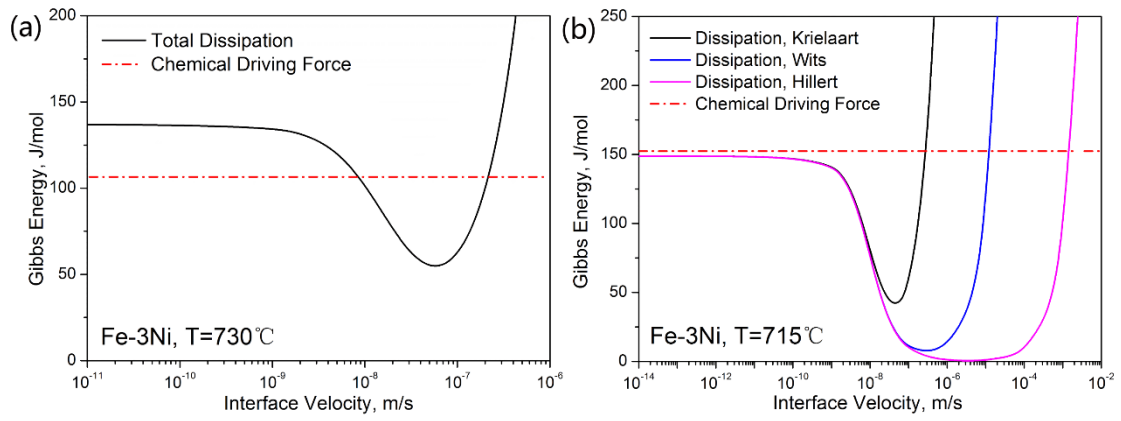 (a)
200
150
100
50
0
Gibbs Energy, J/mol
Total Dissipation
Chemical Driving Force
Fe-3Ni, T=730℃
10^-11
10^-10
10^-9
10^-8
10^-7
10^-6
Interface Velocity, m/s
(b)
250
200
150
100
50
0
Gibbs Energy, J/mol
Dissipation, Krielaart
Dissipation, Wits
Dissipation, Hillert
Chemical Driving Force
Fe-3Ni, T=715℃
10^-14
10^-12
10^-10
10^-8
10^-6
10^-4
10^-2
Interface Velocity, m/s